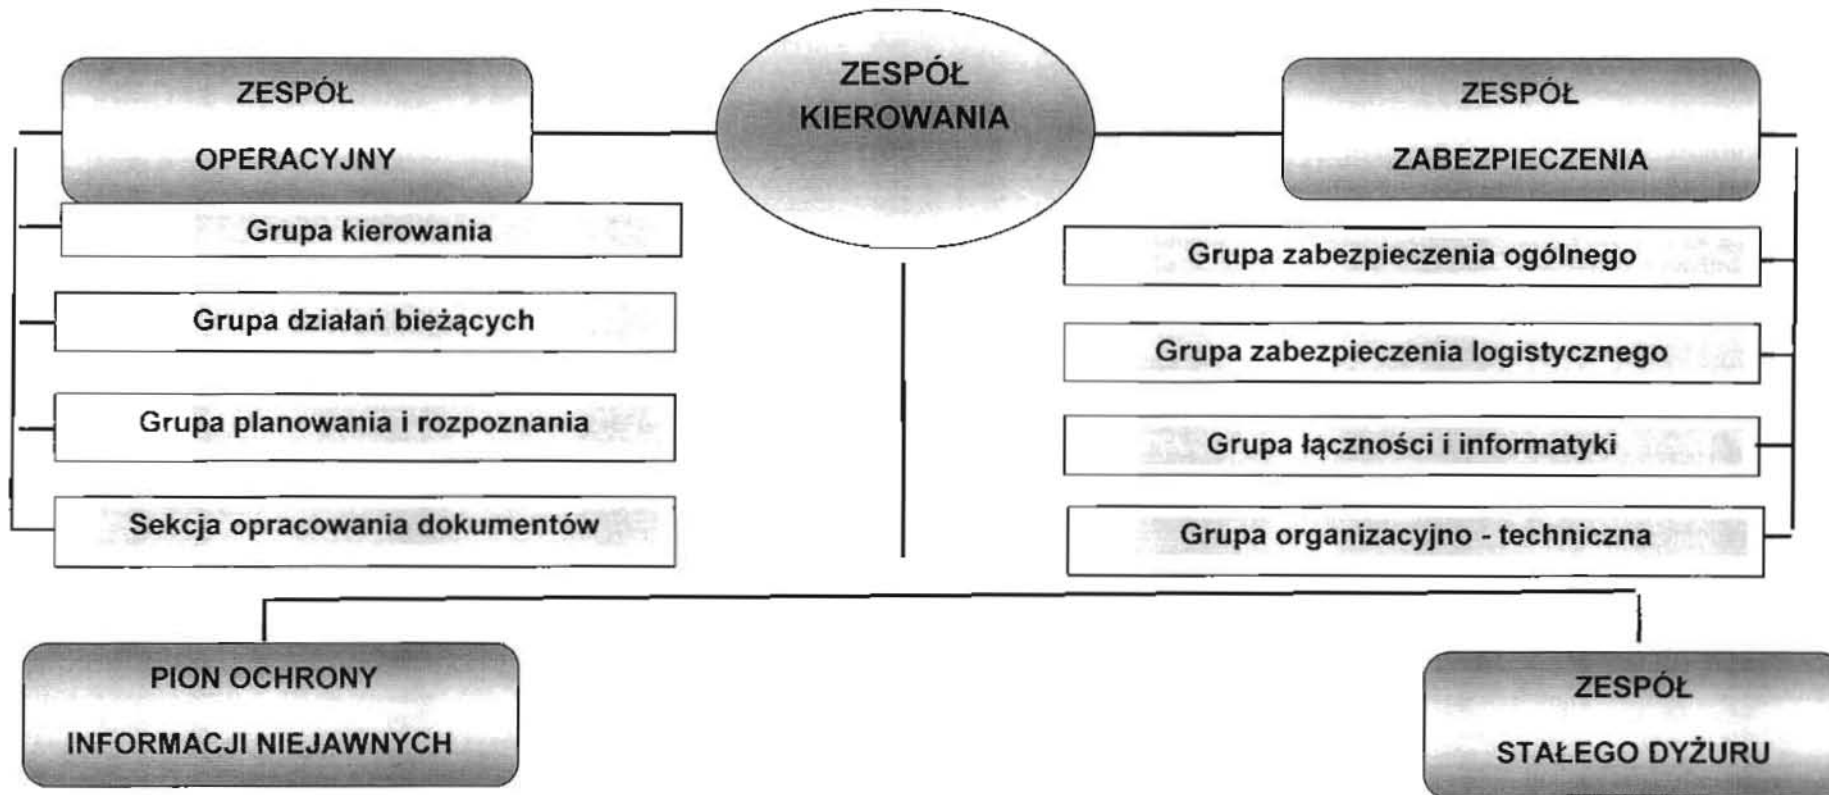 ZESPÓŁ
OPERACYJNY
Grupa kierowania
Grupa działań bieżących
Grupa planowania i rozpoznania
Sekcja opracowania dokumentów
ZESPÓŁ
KIEROWANIA
ZESPÓŁ
ZABEZPIECZENIA
Grupa zabezpieczenia ogólnego
Grupa zabezpieczenia logistycznego
Grupa łączności i informatyki
Grupa organizacyjno - techniczna
PION OCHRONY
INFORMACJI NIEJAWNYCH
ZESPÓŁ
STAŁEGO DYŻURU